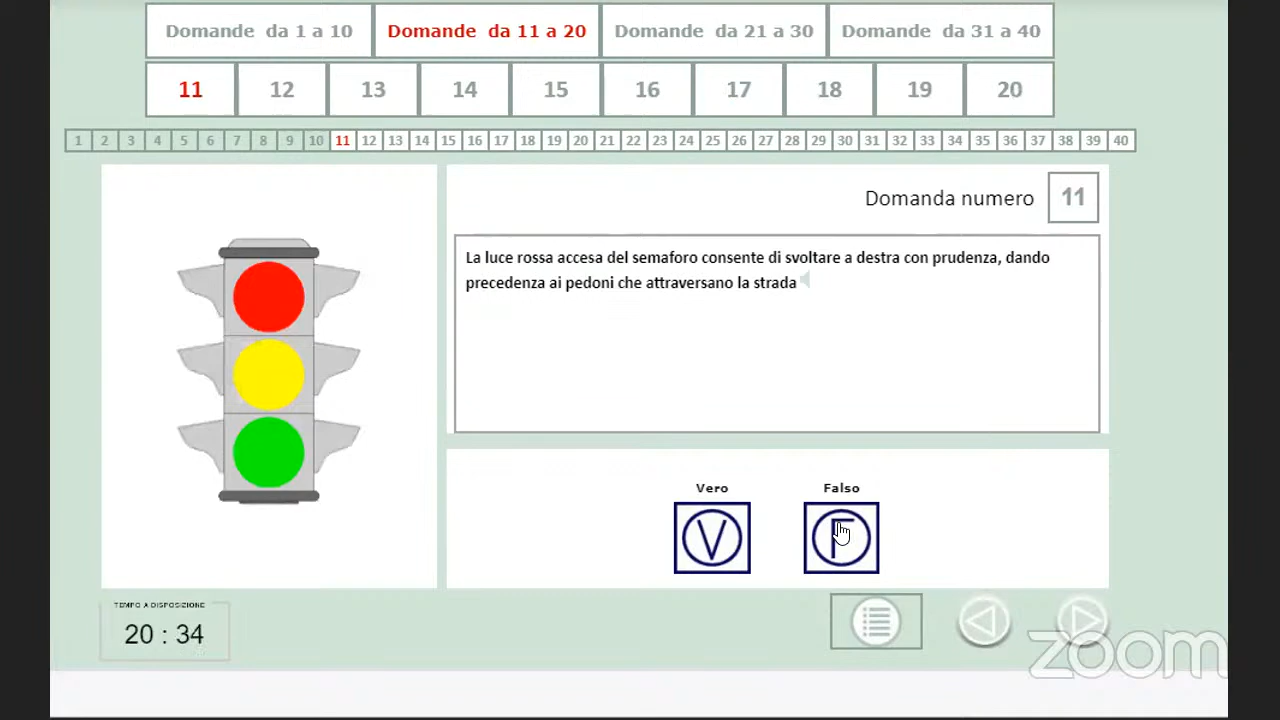 Domande da 1 a 10 Domande da 11 a 20 Domande da 21 a 30 Domande da 31 a 40
11 12 13 14 15 16 17 18 19 20
1 2 3 4 5 6 7 8 9 10 11 12 13 14 15 16 17 18 19 20 21 22 23 24 25 26 27 28 29 30 31 32 33 34 35 36 37 38 39 40
Domanda numero 11
La luce rossa accesa del semaforo consente di svoltare a destra con prudenza, dando
precedenza ai pedoni che attraversano la strada
Vero Falso
V F
TEMPO A DISPOSIZIONE
20 : 34
zoom